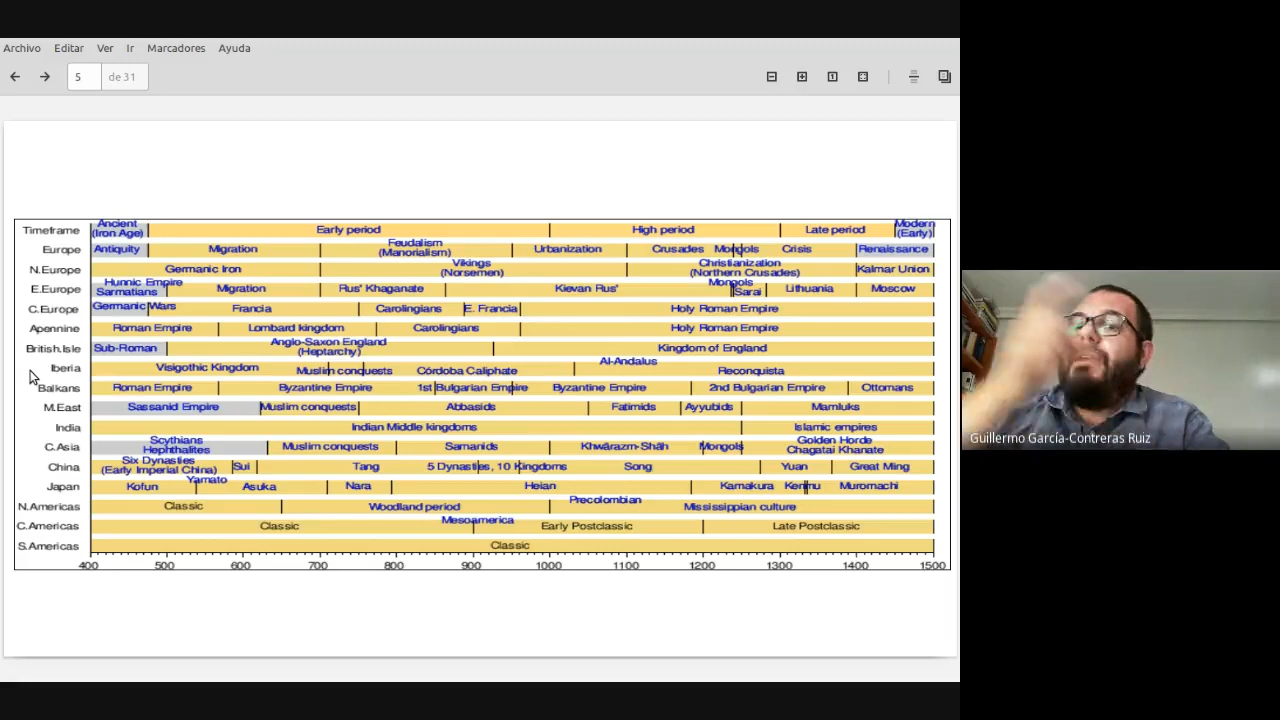 Archivo Editar Ver Ir Marcadores Ayuda
5 de 31
Timeframe Ancient (Iron Age) Early period High period Late period Modern (Early)
Europe Antiquity Migration Feudalism (Manorialism) Urbanization Crusades Mongols Crisis Renaissance
N.Europe Germanic Iron Vikings (Norsemen) Christianization (Northern Crusades) Kalmar Union
E.Europe Hunnic Empire Sarmatians Migration Rus' Khaganate Kievan Rus' Mongols Sarai Lithuania Moscow
C.Europe Germanic Wars Francia Carolingians E. Francia Holy Roman Empire
Apennine Roman Empire Lombard kingdom Carolingians Holy Roman Empire
British.Isle Sub-Roman Anglo-Saxon England (Heptarchy) Kingdom of England
Iberia Visigothic Kingdom Muslim conquests Córdoba Caliphate Al-Andalus Reconquista
Balkans Roman Empire Byzantine Empire 1st Bulgarian Empire Byzantine Empire 2nd Bulgarian Empire Ottomans
M.East Sassanid Empire Muslim conquests Abbasids Fatimids Ayyubids Mamluks
India Indian Middle kingdoms Islamic empires
C.Asia Scythians Hephthalites Muslim conquests Samanids Khwārazm-Shāh Mongols Golden Horde Chagatai Khanate
China Six Dynasties (Early Imperial China) Sui Tang 5 Dynasties, 10 Kingdoms Song Yuan Great Ming
Japan Kofun Yamato Asuka Nara Heian Kamakura Kenmu Muromachi
N.Americas Classic Woodland period Precolombian Mississippian culture
C.Americas Classic Mesoamerica Early Postclassic Late Postclassic
S.Americas Classic
400 500 600 700 800 900 1000 1100 1200 1300 1400 1500
Guillermo García-Contreras Ruiz